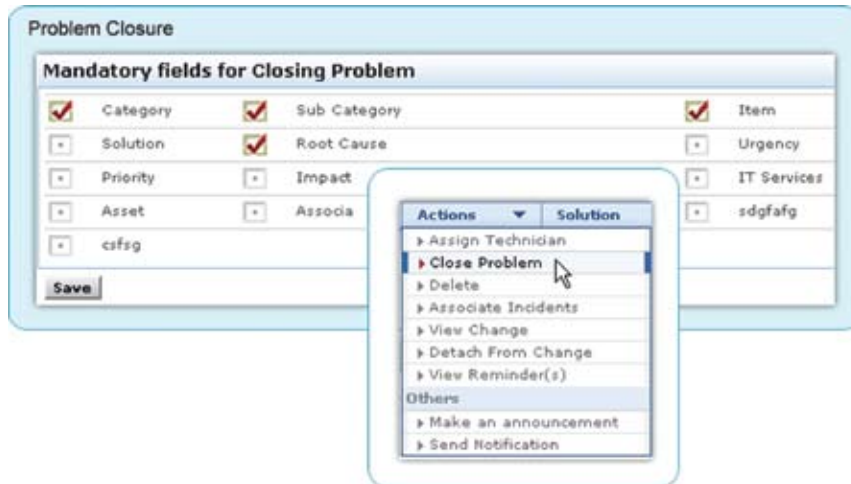 Problem Closure
Mandatory fields for Closing Problem
Category Sub Category Item
Solution Root Cause Urgency
Priority Impact IT Services
Asset Associa sdgfafg
csfsg
Save
Actions Solution
Assign Technician
Close Problem
Delete
Associate Incidents
View Change
Detach From Change
View Reminder(s)
Others
Make an announcement
Send Notification